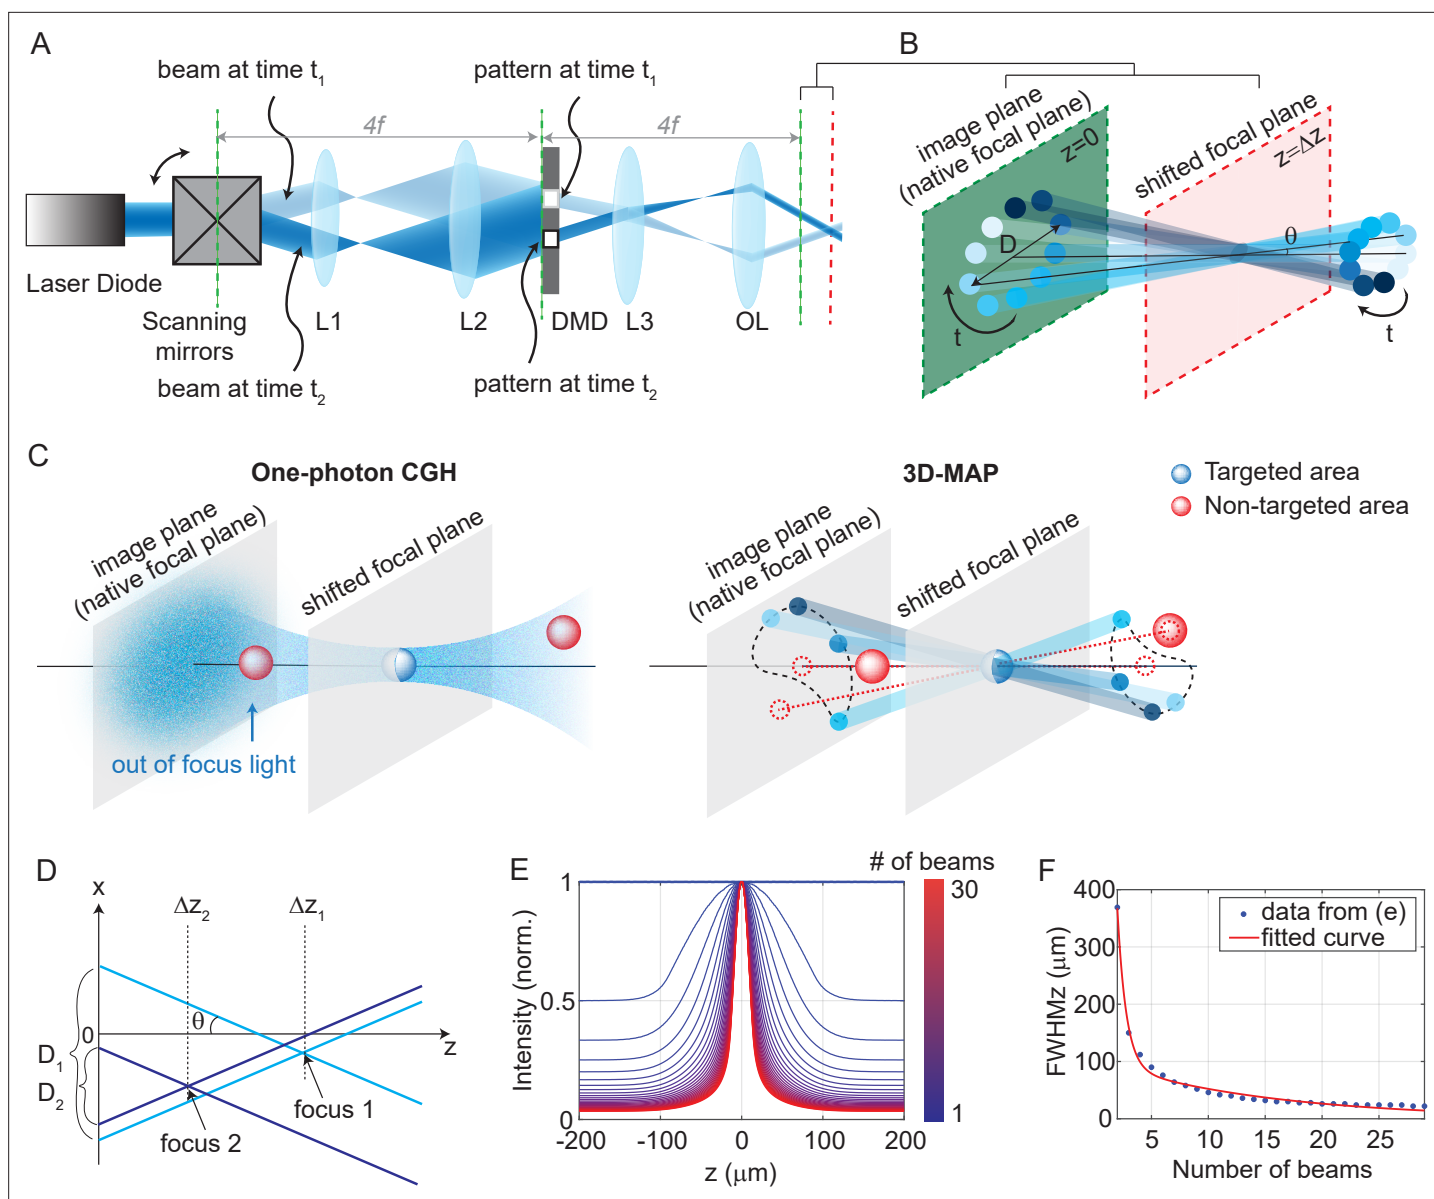 A
beam at time t1
pattern at time t1
4f
4f
Laser Diode
Scanning
mirrors
L1
L2
DMD
L3
OL
beam at time t2
pattern at time t2
B
image plane
(native focal plane)
z=0
shifted focal plane
z=Δz
D
θ
t
t
C
One-photon CGH
image plane
(native focal plane)
shifted focal plane
out of focus light
3D-MAP
image plane
(native focal plane)
shifted focal plane
Targeted area
Non-targeted area
D
x
Δz2
Δz1
θ
0
z
D1
D2
focus 1
focus 2
E
# of beams
30
1
Intensity (norm.)
1
0.5
0
-200
-100
0
100
200
z (μm)
F
FWHMz (μm)
400
300
200
100
0
data from (e)
fitted curve
5
10
15
20
25
Number of beams